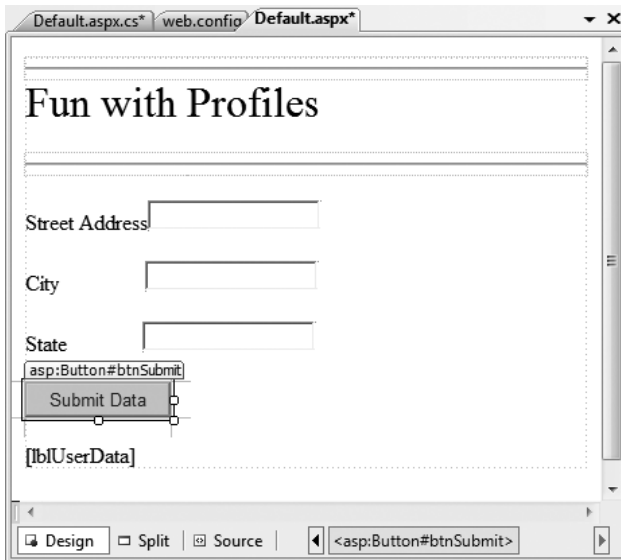 Default.aspx.cs* web.config Default.aspx*
Fun with Profiles
Street Address
City
State
asp:Button#btnSubmit
Submit Data
[lblUserData]
Design Split Source <asp:Button#btnSubmit>